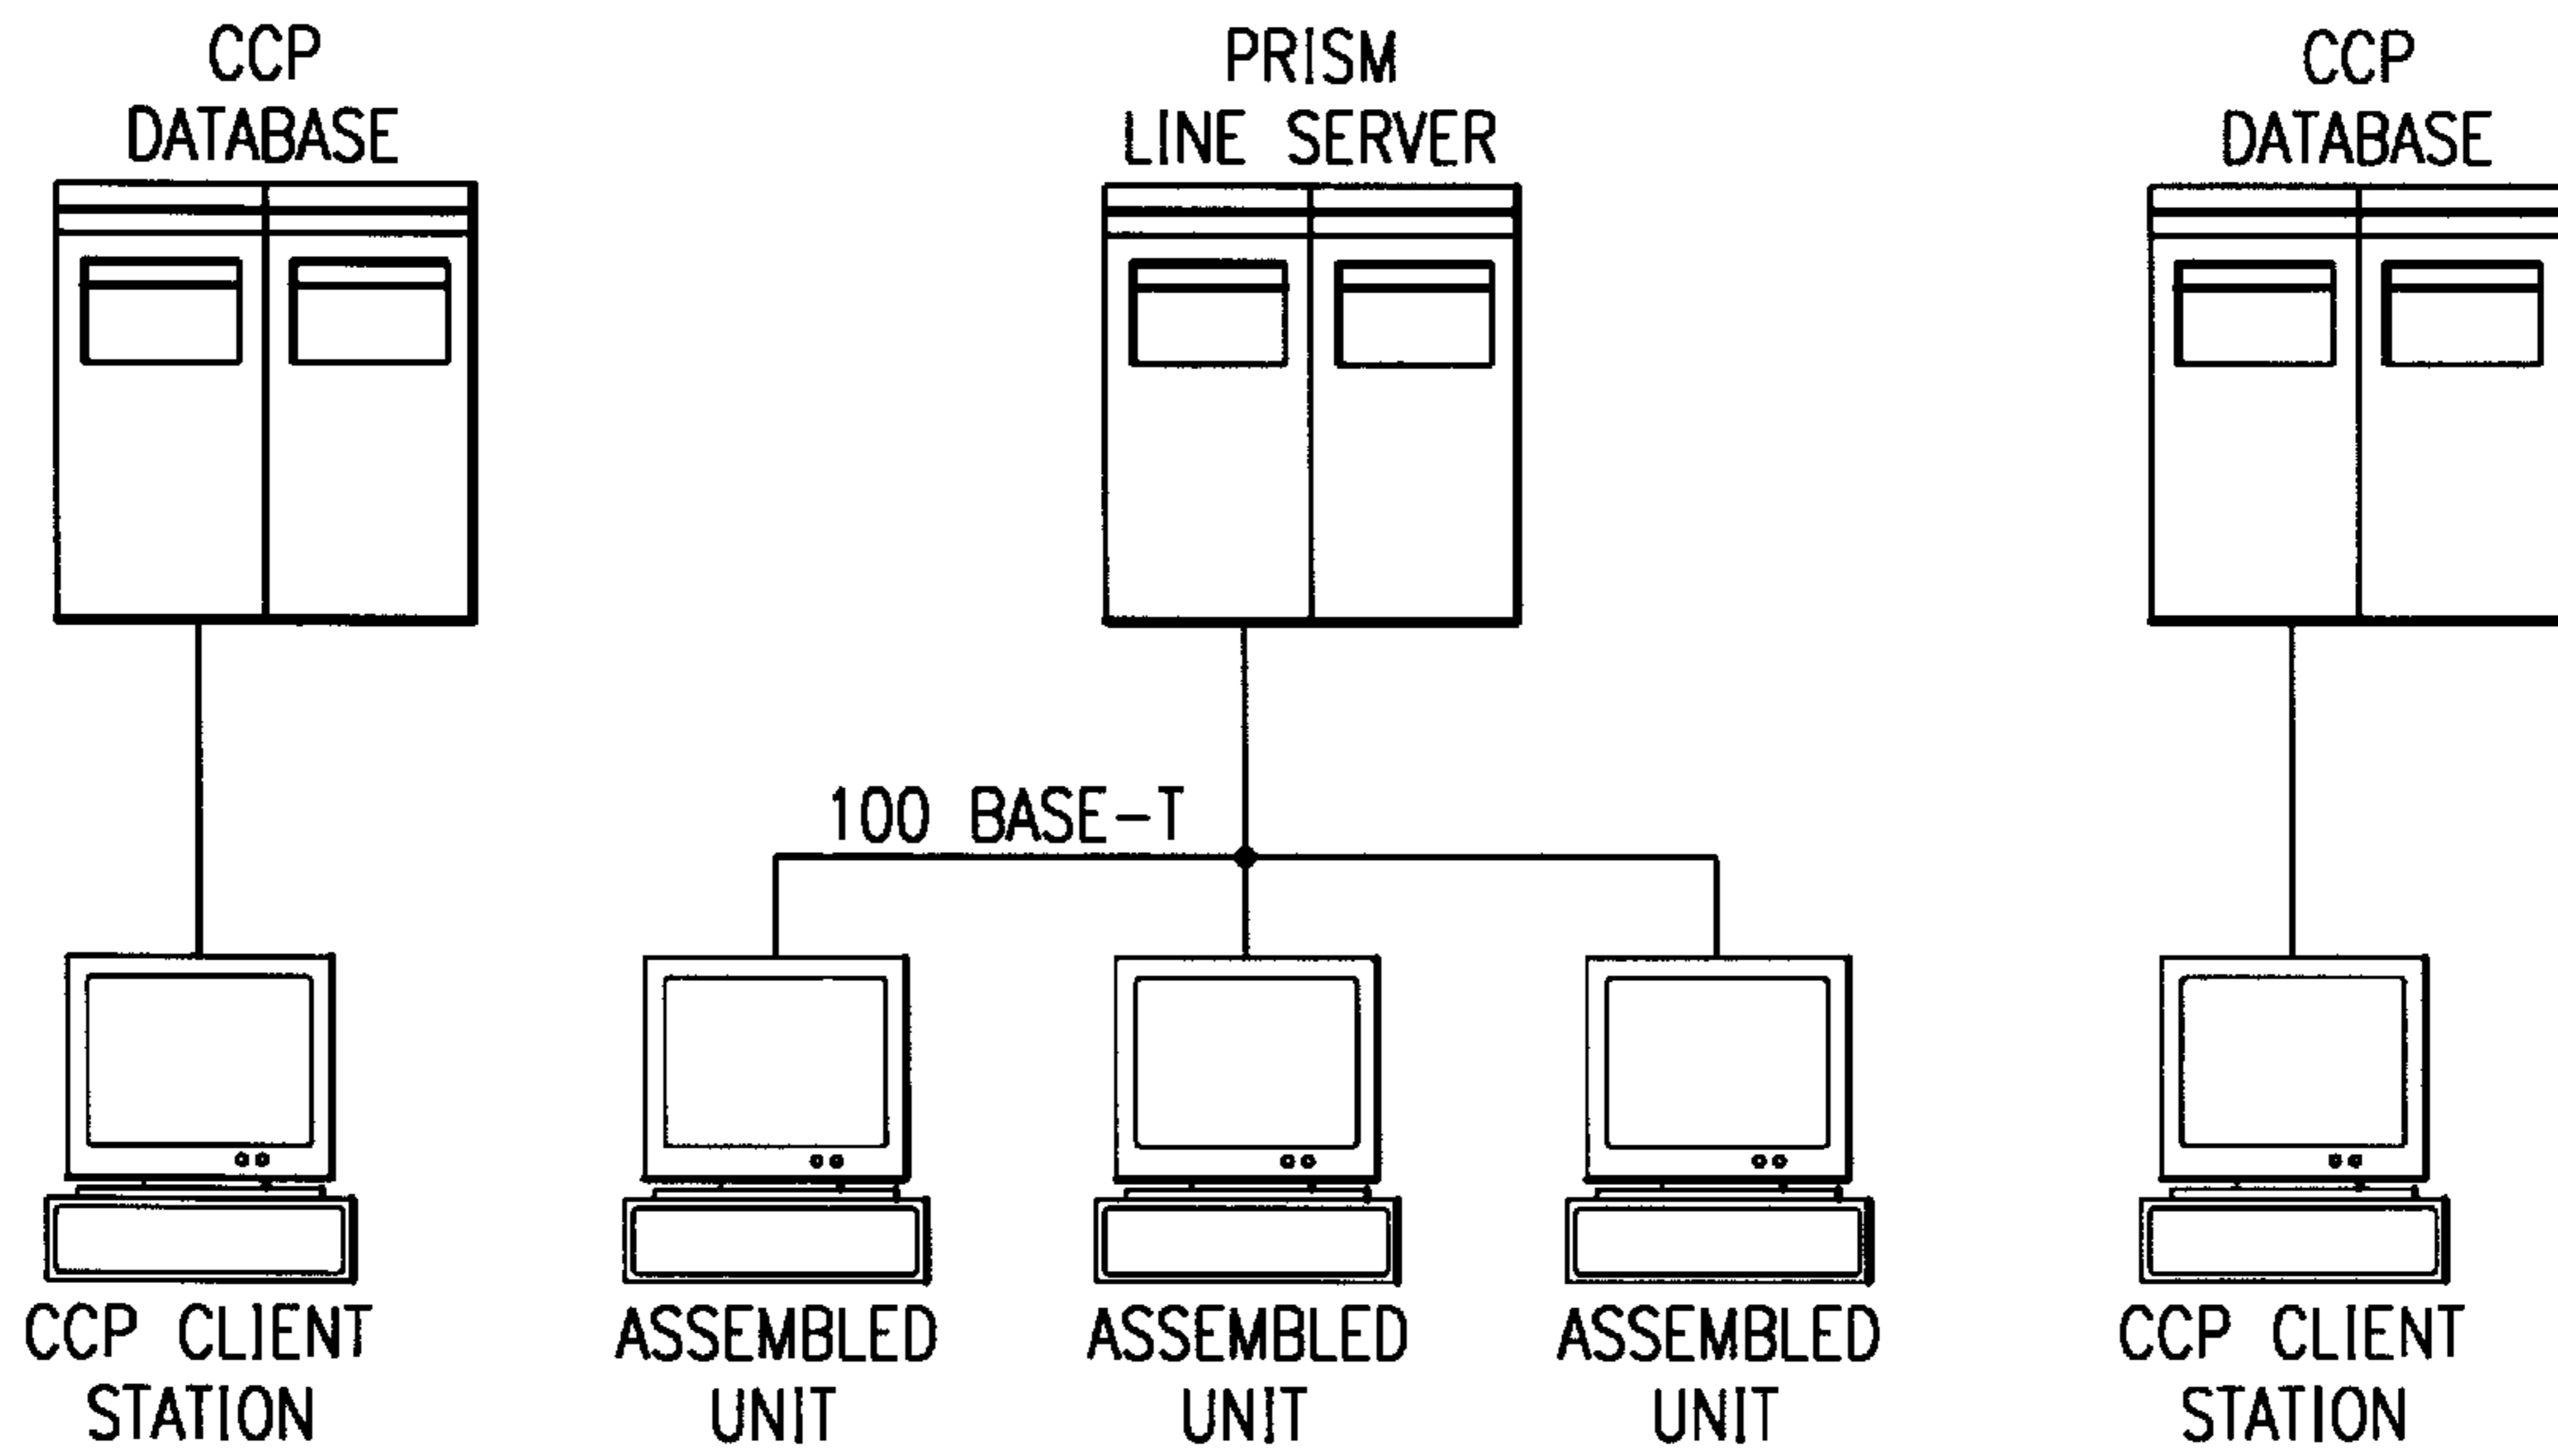 CCP
DATABASE
PRISM
LINE SERVER
CCP
DATABASE
100 BASE-T
CCP CLIENT
STATION
ASSEMBLED
UNIT
ASSEMBLED
UNIT
ASSEMBLED
UNIT
CCP CLIENT
STATION